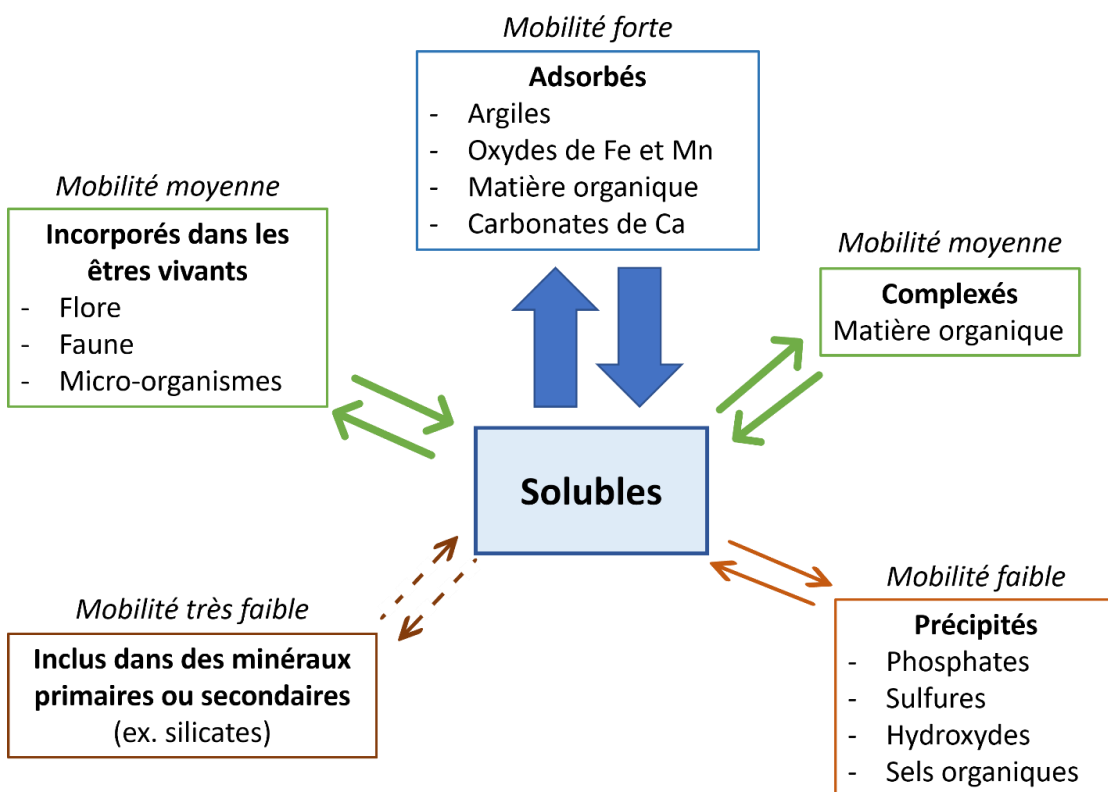 Mobilité forte
Adsorbés
- Argiles
- Oxydes de Fe et Mn
- Matière organique
- Carbonates de Ca
Mobilité moyenne
Incorporés dans les
êtres vivants
- Flore
- Faune
- Micro-organismes
Mobilité moyenne
Complexés
Matière organique
Solubles
Mobilité très faible
Inclus dans des minéraux
primaires ou secondaires
(ex. silicates)
Mobilité faible
Précipités
- Phosphates
- Sulfures
- Hydroxydes
- Sels organiques